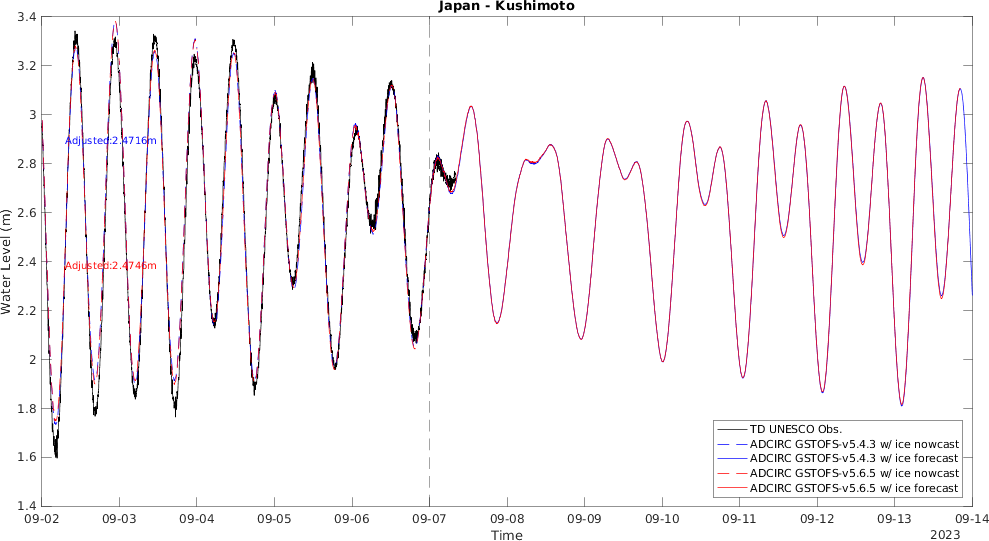 Japan - Kushimoto
3.4
3.2
3
2.8
2.6
2.4
2.2
2
1.8
1.6
1.4
Water Level (m)
Adjusted:2.4716m
Adjusted:2.4746m
TD UNESCO Obs.
ADCIRC GSTOFS-v5.4.3 w/ ice nowcast
ADCIRC GSTOFS-v5.4.3 w/ ice forecast
ADCIRC GSTOFS-v5.6.5 w/ ice nowcast
ADCIRC GSTOFS-v5.6.5 w/ ice forecast
09-02 09-03 09-04 09-05 09-06 09-07 09-08 09-09 09-10 09-11 09-12 09-13 09-14
Time
2023